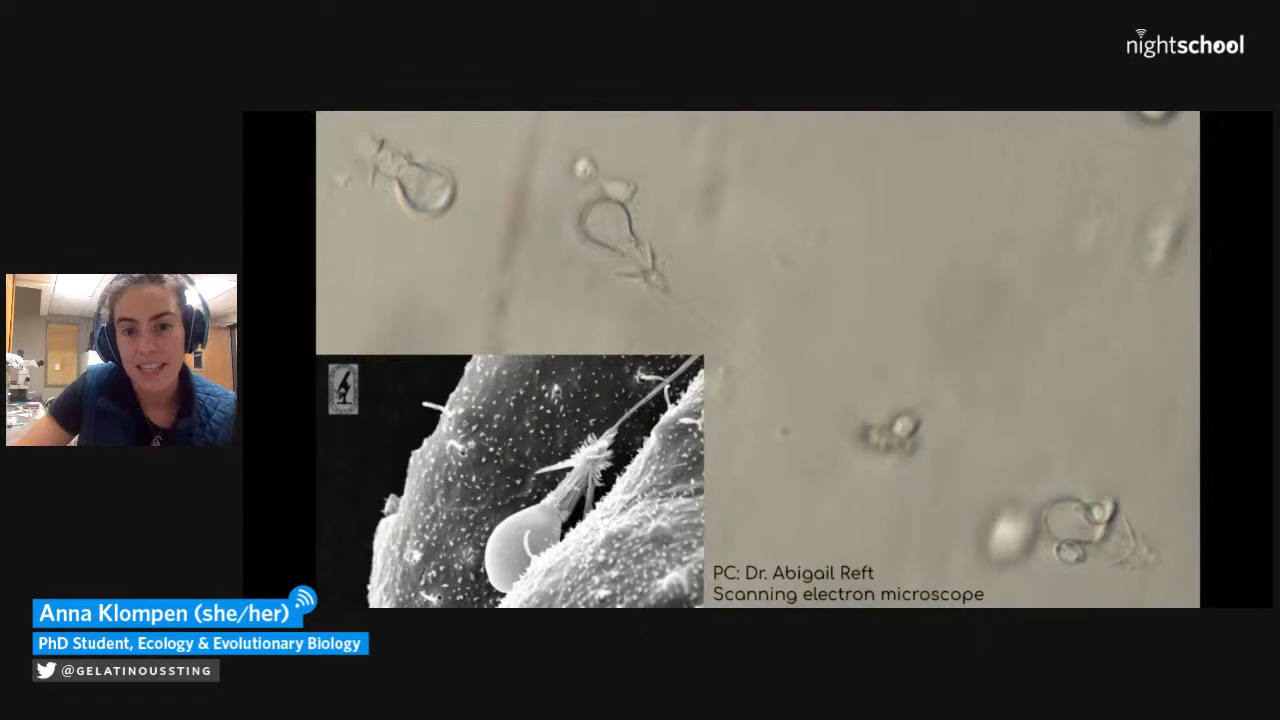 nightschool
PC: Dr. Abigail Reft
Scanning electron microscope
Anna Klompen (she/her)
PhD Student, Ecology & Evolutionary Biology
@GELATINOUSSTING